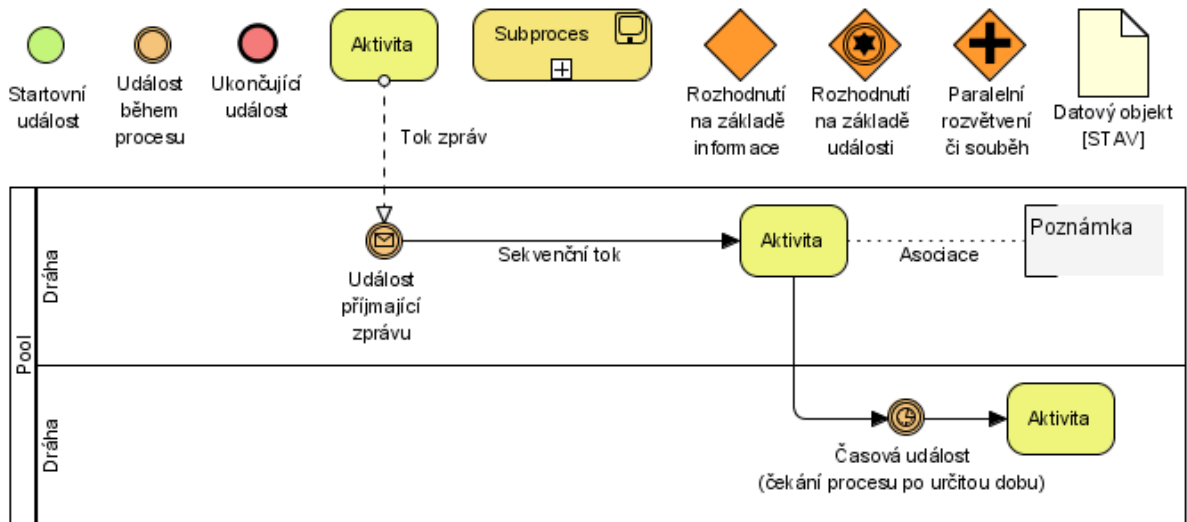 Startovní
událost
Událost
během
procesu
Ukončující
událost
Aktivita
Subproces
Rozhodnutí
na základě
informace
Rozhodnutí
na základě
události
Paralelní
rozvětvení
či souběh
Datový objekt
[STAV]
Tok zpráv
Pool
Dráha
Událost
příjmající
zprávu
Sekvenční tok
Aktivita
Asociace
Poznámka
Dráha
Časová událost
(čekání procesu po určitou dobu)
Aktivita